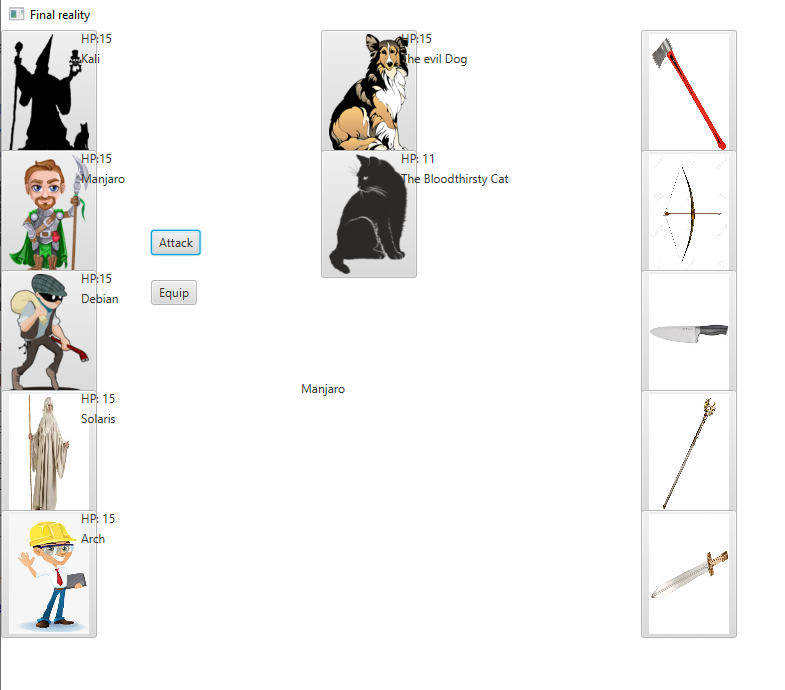 Final reality
HP:15
Kali
HP:15
The evil Dog
HP:15
Manjaro
HP: 11
The Bloodthirsty Cat
Attack
HP:15
Debian
Equip
Manjaro
HP: 15
Solaris
HP: 15
Arch